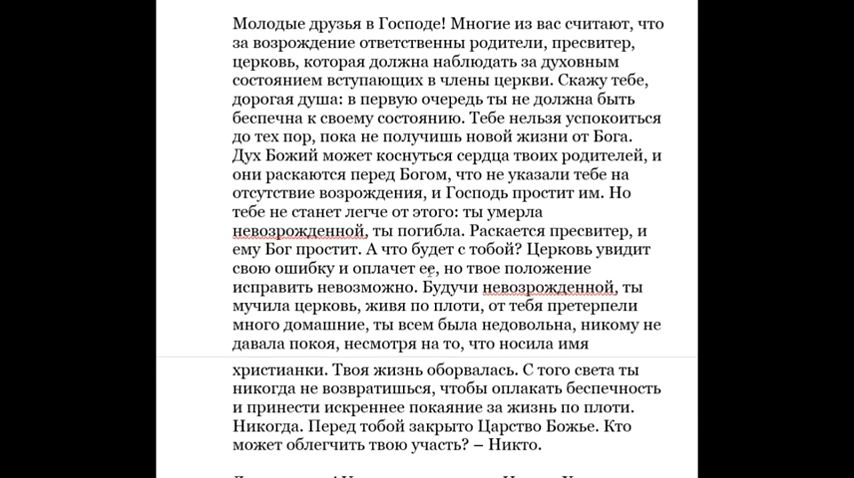 Молодые друзья в Господе! Многие из вас считают, что
за возрождение ответственны родители, пресвитер,
церковь, которая должна наблюдать за духовным
состоянием вступающих в члены церкви. Скажу тебе,
дорогая душа: в первую очередь ты не должна быть
беспечна к своему состоянию. Тебе нельзя успокоиться
до тех пор, пока не получишь новой жизни от Бога.
Дух Божий может коснуться сердца твоих родителей, и
они раскаются перед Богом, что не указали тебе на
отсутствие возрождения, и Господь простит им. Но
тебе не станет легче от этого: ты умерла
невозрожденной, ты погибла. Раскается пресвитер, и
ему Бог простит. А что будет с тобой? Церковь увидит
свою ошибку и оплачет ее, но твое положение
исправить невозможно. Будучи невозрожденной, ты
мучила церковь, живя по плоти, от тебя претерпели
много домашние, ты всем была недовольна, никому не
давала покоя, несмотря на то, что носила имя
христианки. Твоя жизнь оборвалась. С того света ты
никогда не возвратишься, чтобы оплакать беспечность
и принести искреннее покаяние за жизнь по плоти.
Никогда. Перед тобой закрыто Царство Божье. Кто
может облегчить твою участь? – Никто.